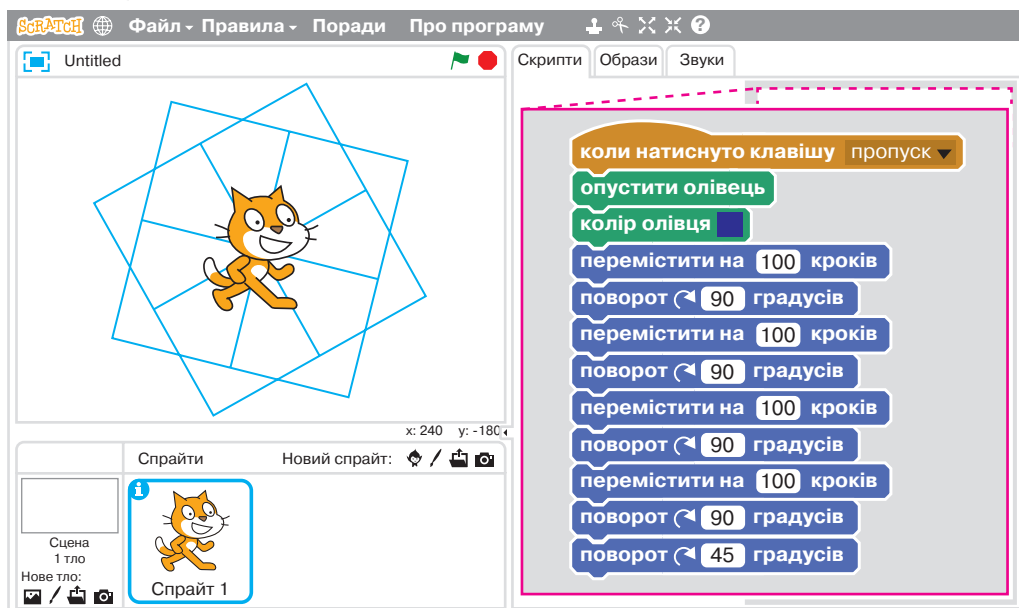 SCRATCH Файл Правила Поради Про програму
Untitled
x: 240 y: -180
Спрайти Новий спрайт:
Сцена
1 тло
Нове тло:
Спрайт 1
Скрипти Образи Звуки
коли натиснуто клавішу пропуск
опустити олівець
колір олівця
перемістити на 100 кроків
поворот 90 градусів
перемістити на 100 кроків
поворот 90 градусів
перемістити на 100 кроків
поворот 90 градусів
перемістити на 100 кроків
поворот 90 градусів
поворот 45 градусів